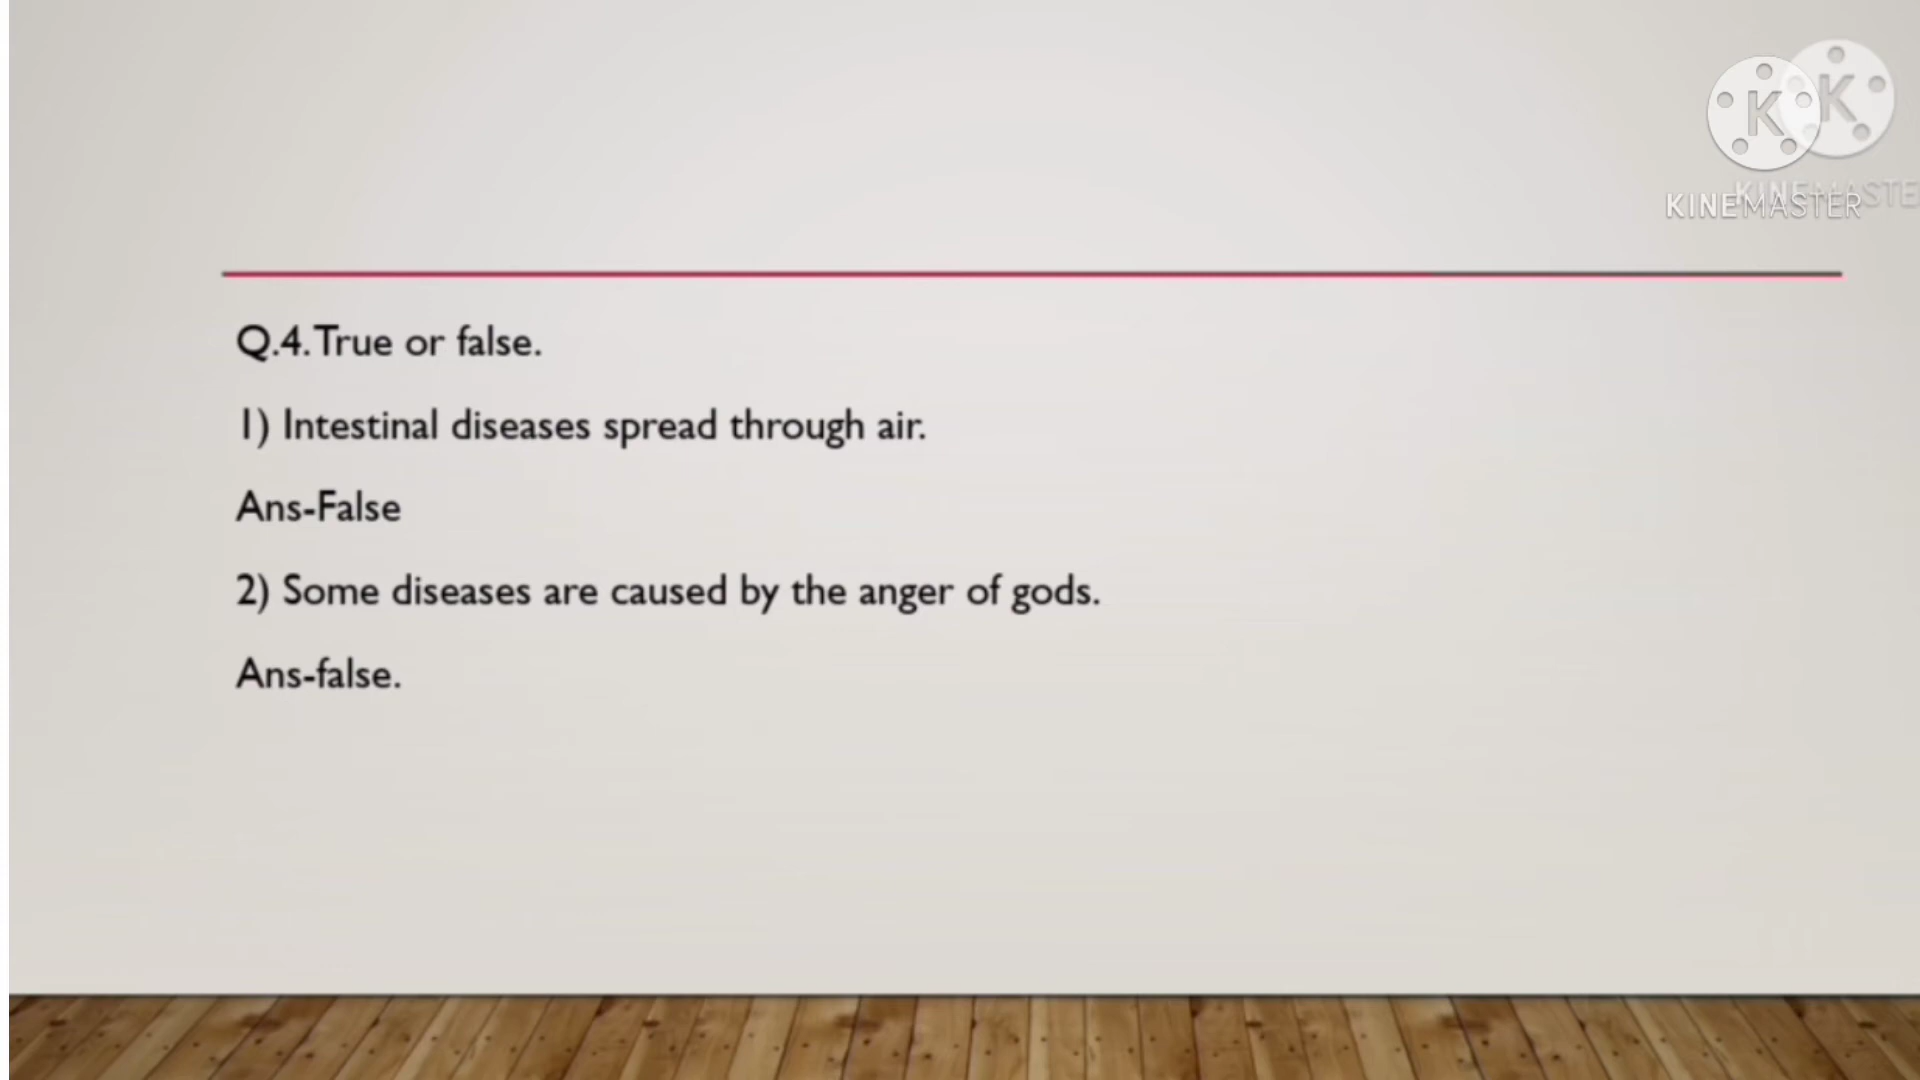 KINEMASTER
KINEMASTE
Q.4. True or false.
1) Intestinal diseases spread through air.
Ans-False
2) Some diseases are caused by the anger of gods.
Ans-false.